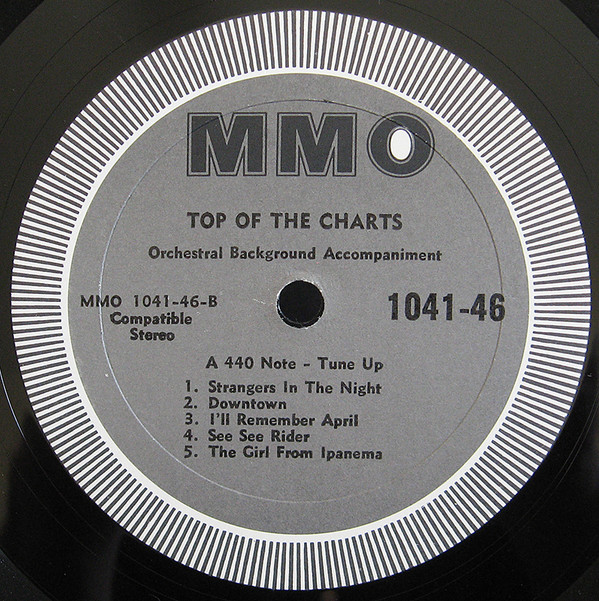 MMO
TOP OF THE CHARTS
Orchestral Background Accompaniment
MMO 1041-46-B
Compatible
Stereo
1041-46
A 440 Note - Tune Up
1. Strangers In The Night
2. Downtown
3. I'll Remember April
4. See See Rider
5. The Girl From Ipanema